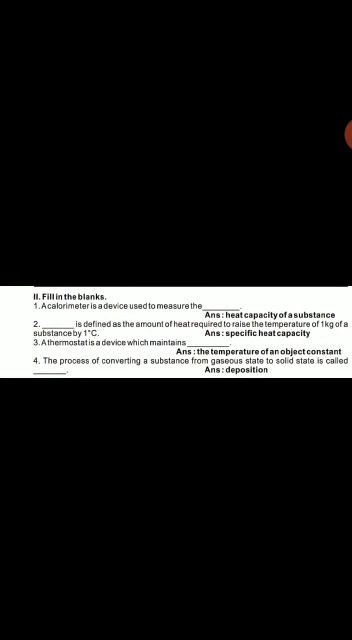 II. Fill in the blanks.
1. A calorimeter is a device used to measure the________.
Ans : heat capacity of a substance
2. _______ is defined as the amount of heat required to raise the temperature of 1kg of a
substance by 1°C. Ans : specific heat capacity
3. A thermostat is a device which maintains _________.
Ans : the temperature of an object constant
4. The process of converting a substance from gaseous state to solid state is called
_______. Ans : deposition